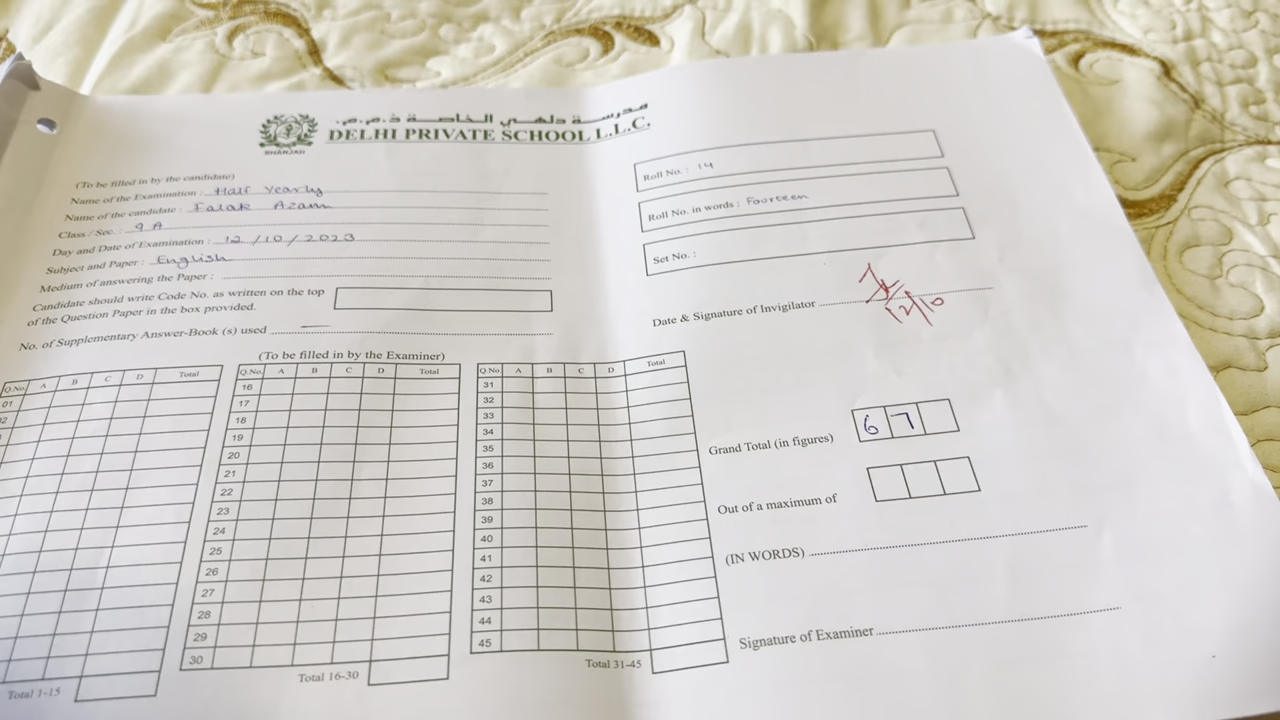 مدرسة دلهي الخاصة ذ.م.م.
DELHI PRIVATE SCHOOL L.L.C.
SHARJAH
(To be filled in by the candidate)
Name of the Examination : Half Yearly
Name of the candidate : Falak Azam
Class / Sec. : 9 A
Day and Date of Examination : 12/10/2023
Subject and Paper : English
Medium of answering the Paper :
Candidate should write Code No. as written on the top
of the Question Paper in the box provided.
No. of Supplementary Answer-Book (s) used —
Roll No. : 14
Roll No. in words : Fourteen
Set No. :
Date & Signature of Invigilator
12/10
(To be filled in by the Examiner)
Q.No. A B C D Total
01
Total 1-15
Q.No. A B C D Total
16
17
18
19
20
21
22
23
24
25
26
27
28
29
30
Total 16-30
Q.No. A B C D Total
31
32
33
34
35
36
37
38
39
40
41
42
43
44
45
Total 31-45
Grand Total (in figures) 6 7
Out of a maximum of
(IN WORDS)
Signature of Examiner